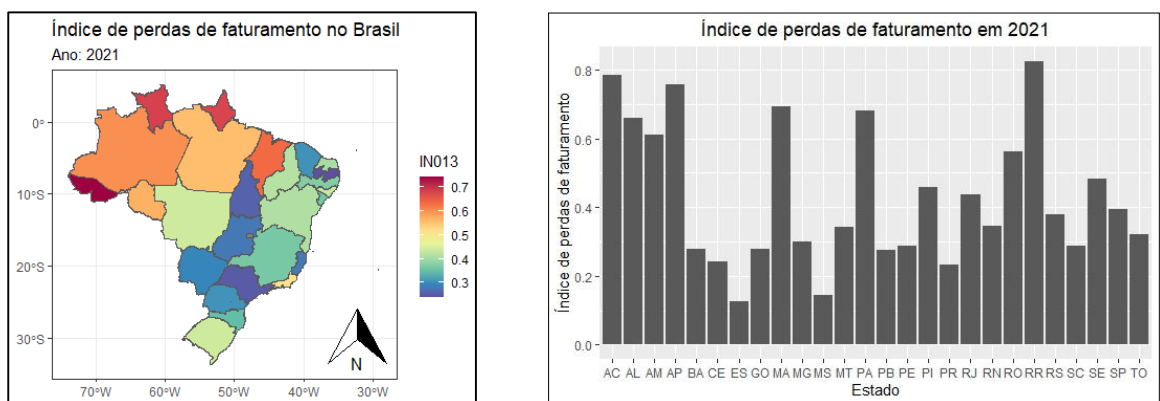 Índice de perdas de faturamento no Brasil
Ano: 2021
0°
10°S
20°S
30°S
70°W
60°W
50°W
40°W
30°W
N
IN013
0.7
0.6
0.5
0.4
0.3
Índice de perdas de faturamento em 2021
Índice de perdas de faturamento
0.8
0.6
0.4
0.2
0.0
AC AL AM AP BA CE ES GO MA MG MS MT PA PB PE PI PR RJ RN RO RR RS SC SE SP TO
Estado